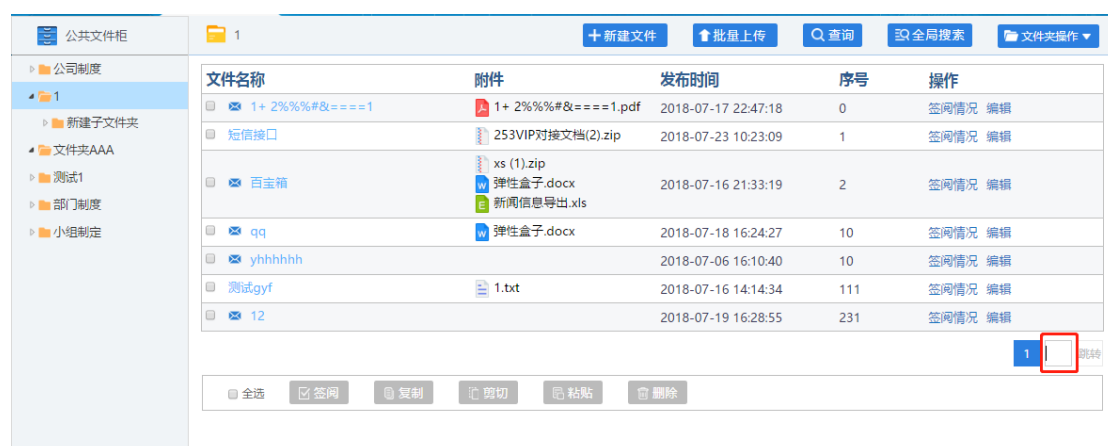 公共文件柜
1
新建文件 批量上传 查询 全局搜索 文件夹操作
公司制度
1
新建子文件夹
文件夹AAA
测试1
部门制度
小组制定
文件名称 附件 发布时间 序号 操作
1+ 2%%%#&====1 1+ 2%%%#&====1.pdf 2018-07-17 22:47:18 0 签阅情况 编辑
短信接口 253VIP对接文档(2).zip 2018-07-23 10:23:09 1 签阅情况 编辑
xs (1).zip
百宝箱 弹性盒子.docx 2018-07-16 21:33:19 2 签阅情况 编辑
新闻信息导出.xls
qq 弹性盒子.docx 2018-07-18 16:24:27 10 签阅情况 编辑
yhhhhhh 2018-07-06 16:10:40 10 签阅情况 编辑
测试gyf 1.txt 2018-07-16 14:14:34 111 签阅情况 编辑
12 2018-07-19 16:28:55 231 签阅情况 编辑
1 跳转
全选 签阅 复制 剪切 粘贴 删除